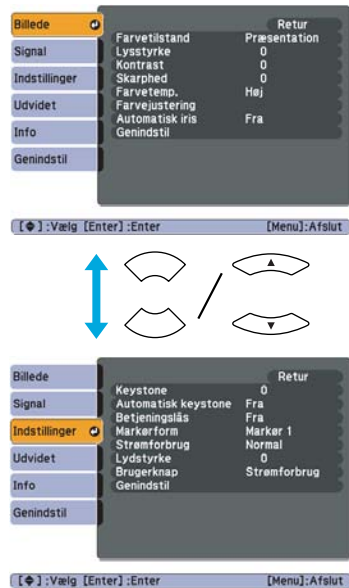 Billede
Signal
Indstillinger
Udvidet
Info
Genindstil
Retur
Farvetilstand Præsentation
Lysstyrke 0
Kontrast 0
Skarphed 0
Farvetemp. Høj
Farvejustering
Automatisk iris Fra
Genindstil
[◆]:Vælg [Enter]:Enter [Menu]:Afslut
/
Billede
Signal
Indstillinger
Udvidet
Info
Genindstil
Retur
Keystone 0
Automatisk keystone Fra
Betjeningslås Fra
Markørform Markør 1
Strømforbrug Normal
Lydstyrke 0
Brugerknap Strømforbrug
Genindstil
[◆]:Vælg [Enter]:Enter [Menu]:Afslut